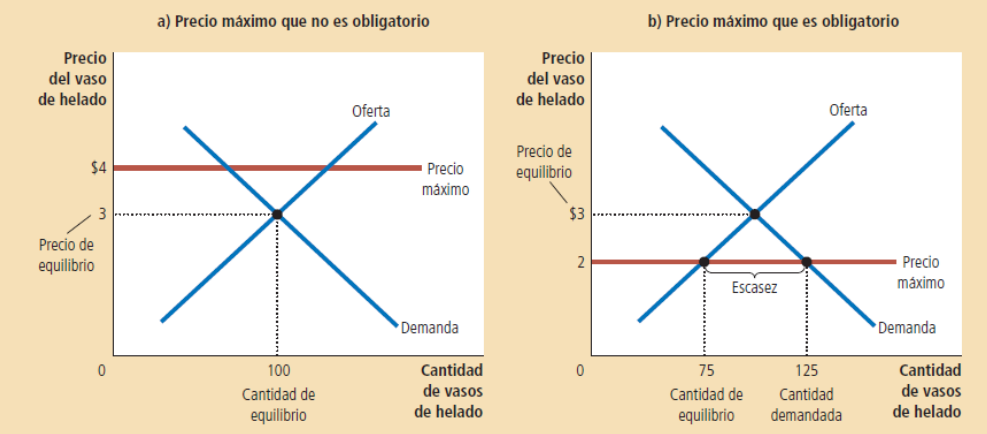 a) Precio máximo que no es obligatorio
Precio
del vaso
de helado
Oferta
$4
Precio
máximo
3
Precio de
equilibrio
Demanda
0
100
Cantidad de
equilibrio
Cantidad
de vasos
de helado
b) Precio máximo que es obligatorio
Precio
del vaso
de helado
Oferta
Precio de
equilibrio
$3
2
Precio
máximo
Escasez
Demanda
0
75
Cantidad de
equilibrio
125
Cantidad
demandada
Cantidad
de vasos
de helado